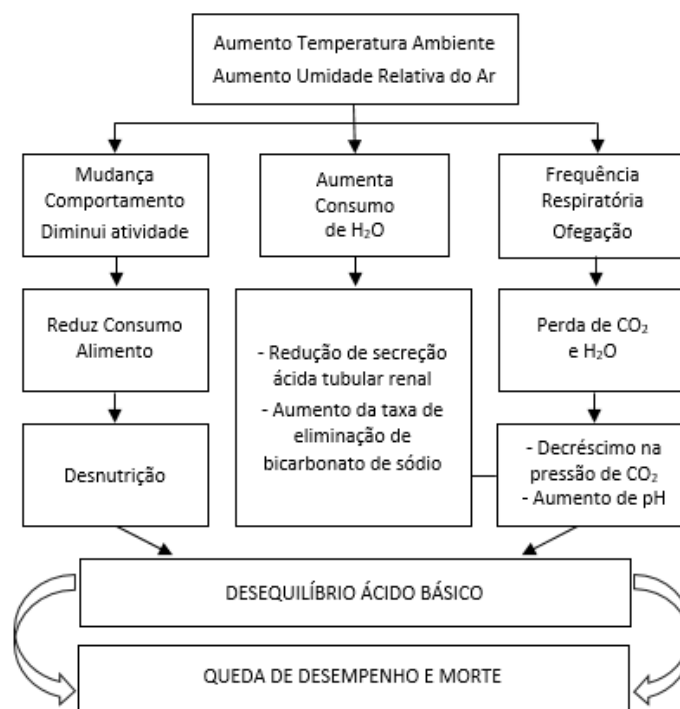 Aumento Temperatura Ambiente
Aumento Umidade Relativa do Ar
Mudança
Comportamento
Diminui atividade
Aumenta
Consumo
de H₂O
Frequência
Respiratória
Ofegação
Reduz Consumo
Alimento
- Redução de secreção
ácida tubular renal
- Aumento da taxa de
eliminação de
bicarbonato de sódio
Perda de CO₂
e H₂O
Desnutrição
- Decréscimo na
pressão de CO₂
- Aumento de pH
DESEQUILÍBRIO ÁCIDO BÁSICO
QUEDA DE DESEMPENHO E MORTE